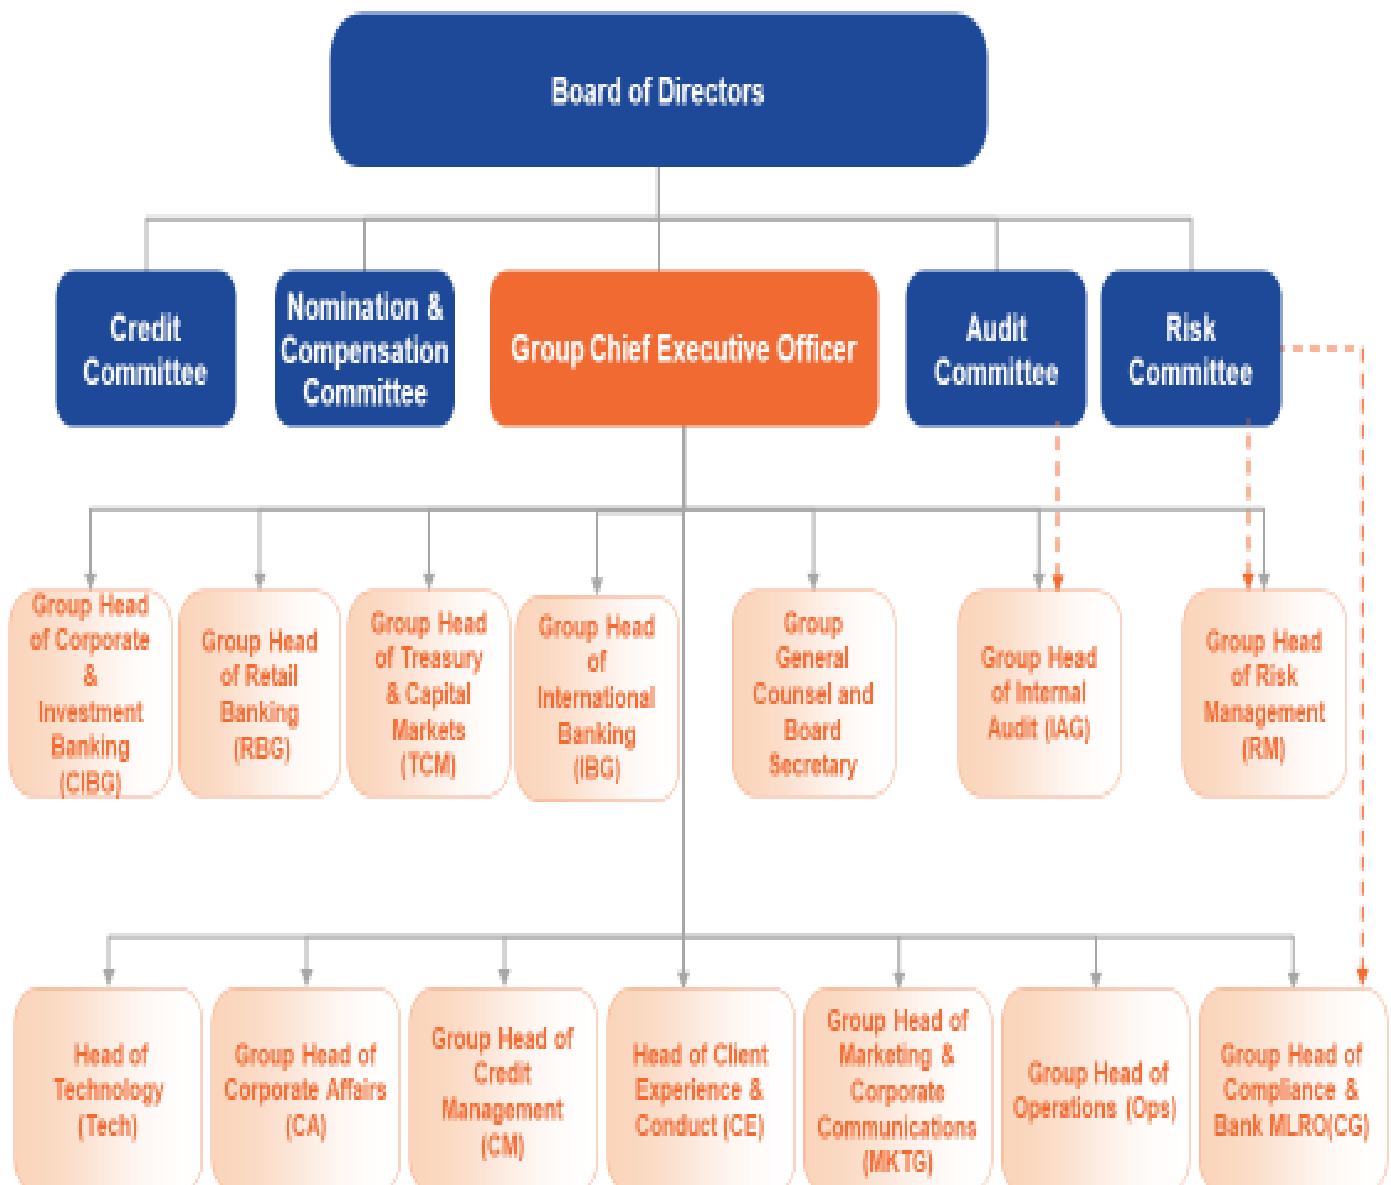 Board of Directors
Credit
Committee
Nomination &
Compensation
Committee
Group Chief Executive Officer
Audit
Committee
Risk
Committee
Group Head
of Corporate
&
Investment
Banking
(CIBG)
Group Head
of Retail
Banking
(RBG)
Group Head
of Treasury
& Capital
Markets
(TCM)
Group Head
of
International
Banking
(IBG)
Group
General
Counsel and
Board
Secretary
Group Head
of Internal
Audit (IAG)
Group Head
of Risk
Management
(RM)
Head of
Technology
(Tech)
Group Head of
Corporate Affairs
(CA)
Group Head of
Credit
Management
(CM)
Head of Client
Experience &
Conduct (CE)
Group Head of
Marketing &
Corporate
Communications
(MKTG)
Group Head of
Operations (Ops)
Group Head of
Compliance &
Bank MLRO(CG)